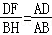 DF/BH = AD/AB